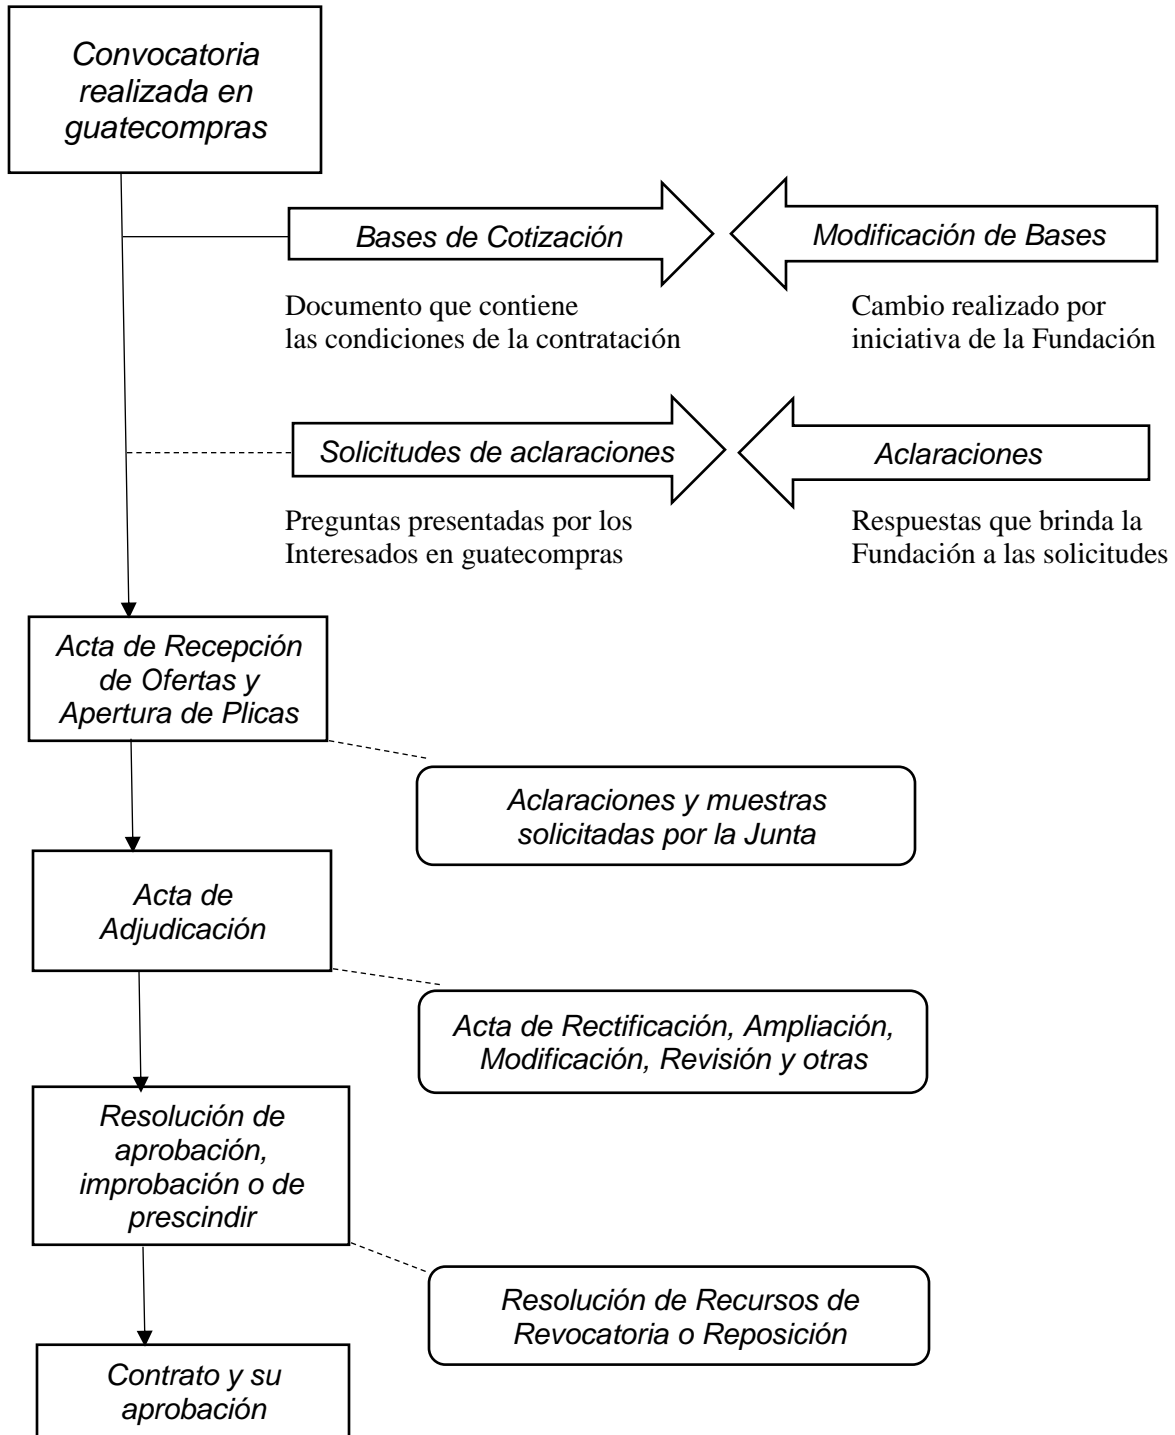 Convocatoria
realizada en
guatecompras
Bases de Cotización
Modificación de Bases
Documento que contiene
las condiciones de la contratación
Cambio realizado por
iniciativa de la Fundación
Solicitudes de aclaraciones
Aclaraciones
Preguntas presentadas por los
Interesados en guatecompras
Respuestas que brinda la
Fundación a las solicitudes
Acta de Recepción
de Ofertas y
Apertura de Plicas
Aclaraciones y muestras
solicitadas por la Junta
Acta de
Adjudicación
Acta de Rectificación, Ampliación,
Modificación, Revisión y otras
Resolución de
aprobación,
improbación o de
prescindir
Resolución de Recursos de
Revocatoria o Reposición
Contrato y su
aprobación